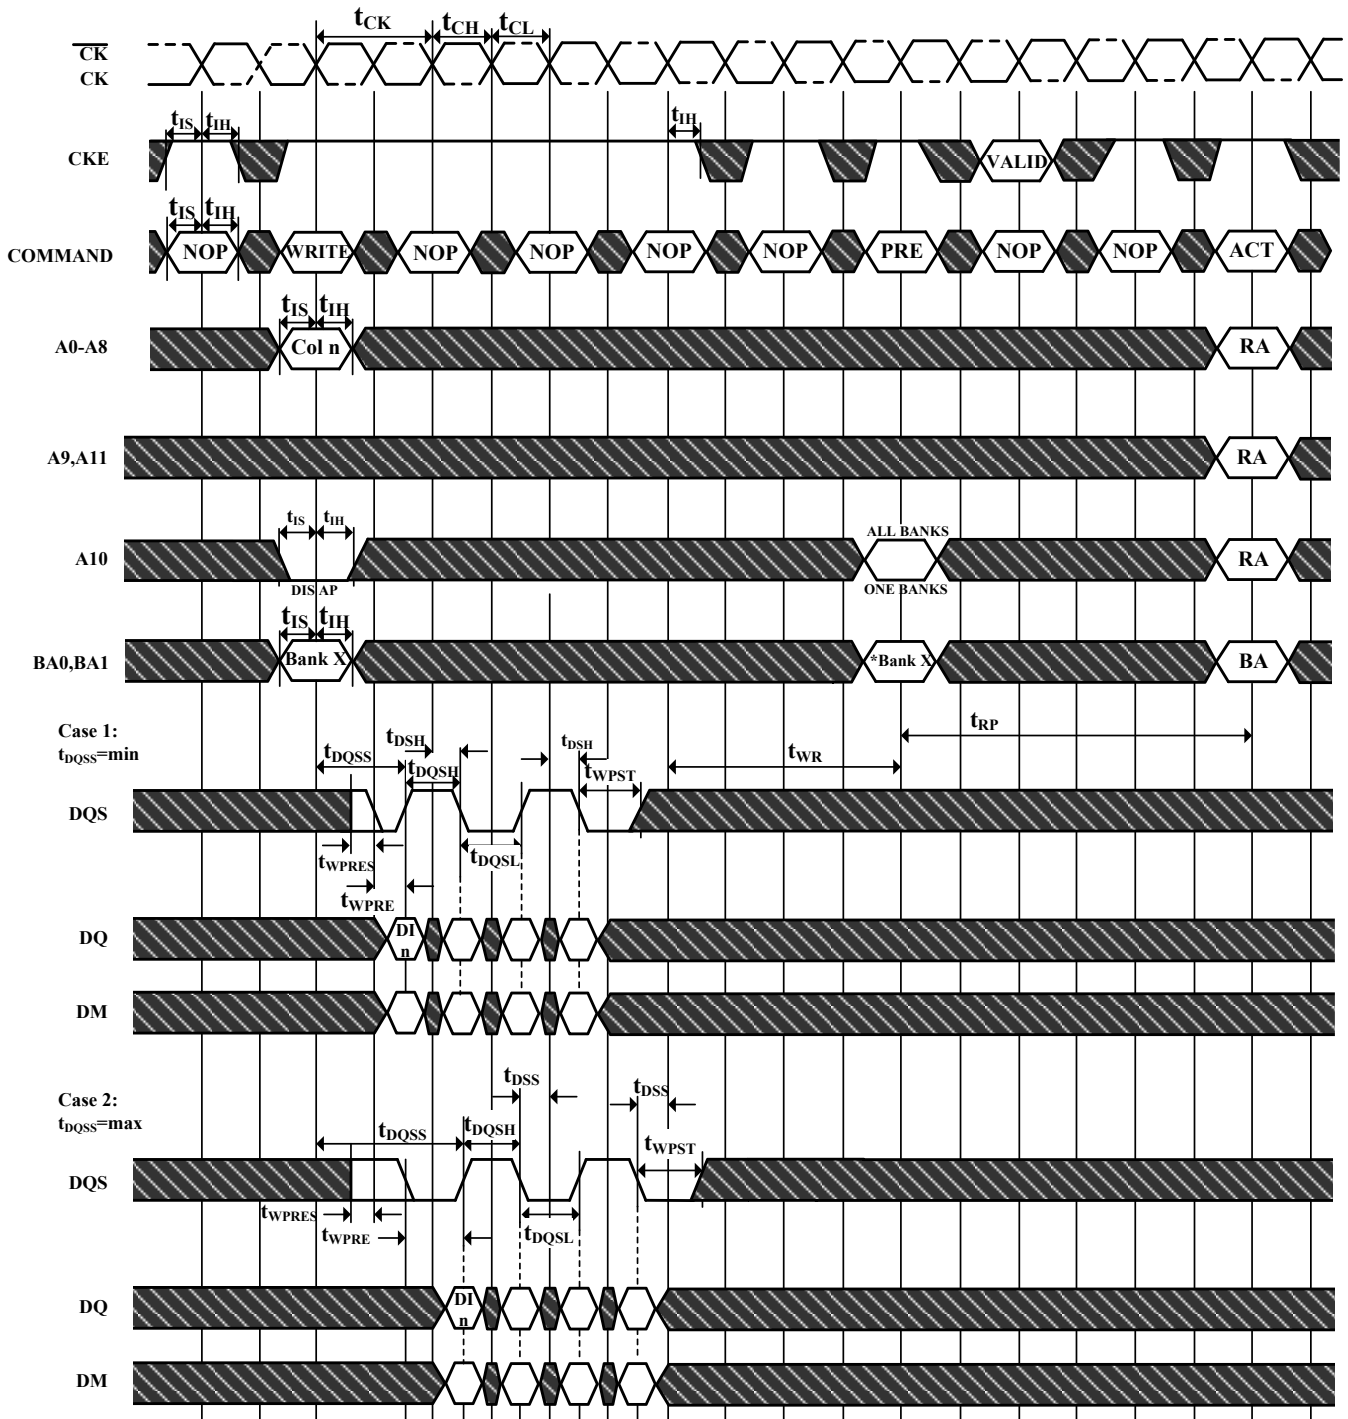 tCK tCH tCL
CK
CK
tIS tIH tIH
CKE VALID
tIS tIH
COMMAND NOP WRITE NOP NOP NOP NOP PRE NOP NOP ACT
tIS tIH
A0-A8 Col n RA
A9,A11 RA
tIS tIH ALL BANKS
A10 RA
DIS AP ONE BANKS
tIS tIH
BA0,BA1 Bank X *Bank X BA
Case 1:
tDQSS=min
tDSH tDSH tRP
tDQSS tDQSH tWPST tWR
DQS
tWPRES tDQSL
tWPRE
DQ DI
n
DM
Case 2:
tDQSS=max
tDSS tDSS
tDQSS tDQSH tWPST
DQS
tWPRES
tWPRE tDQSL
DQ DI
n
DM